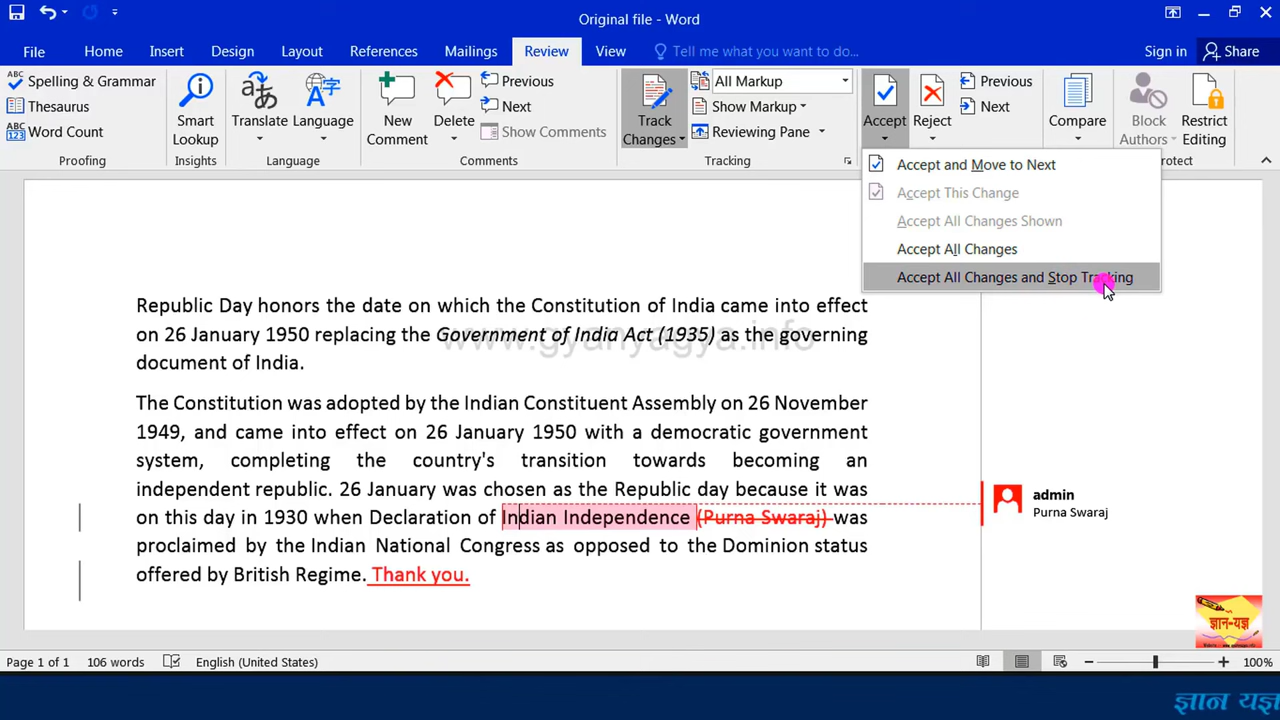 Original file - Word
File Home Insert Design Layout References Mailings Review View Tell me what you want to do... Sign in Share
ABC Spelling & Grammar
Thesaurus
ABC 123 Word Count
Proofing
Smart Lookup
Insights
Translate Language
Language
New Comment
Delete
Previous
Next
Show Comments
Comments
Track Changes
All Markup
Show Markup
Reviewing Pane
Tracking
Accept
Reject
Previous
Next
Compare
Block Authors
Restrict Editing
tect
Accept and Move to Next
Accept This Change
Accept All Changes Shown
Accept All Changes
Accept All Changes and Stop Tracking
Republic Day honors the date on which the Constitution of India came into effect
on 26 January 1950 replacing the Government of India Act (1935) as the governing
www.gyanyagya.info
document of India.
The Constitution was adopted by the Indian Constituent Assembly on 26 November
1949, and came into effect on 26 January 1950 with a democratic government
system, completing the country's transition towards becoming an
independent republic. 26 January was chosen as the Republic day because it was
on this day in 1930 when Declaration of Indian Independence (Purna Swaraj) was
proclaimed by the Indian National Congress as opposed to the Dominion status
offered by British Regime. Thank you.
admin
Purna Swaraj
ज्ञान-यज्ञ
Page 1 of 1 106 words English (United States) 100%
ज्ञान यज्ञ